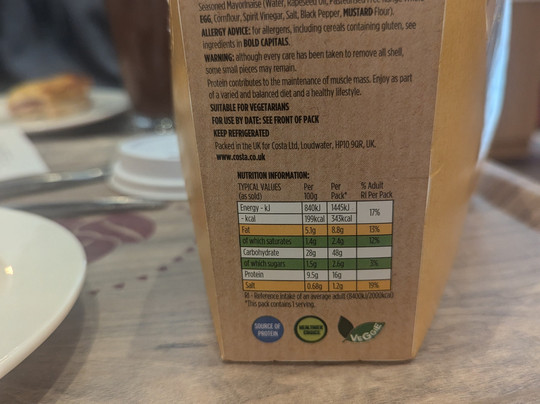 Seasoned Mayonnaise (Water, Rapeseed Oil, Pasteurised Free Range
EGG, Cornflour, Spirit Vinegar, Salt, Black Pepper, MUSTARD Flour).
ALLERGY ADVICE: for allergens, including cereals containing gluten, see
ingredients in BOLD CAPITALS.
WARNING: although every care has been taken to remove all shell,
some small pieces may remain.
Protein contributes to the maintenance of muscle mass. Enjoy as part
of a varied and balanced diet and a healthy lifestyle.
SUITABLE FOR VEGETARIANS
FOR USE BY DATE: SEE FRONT OF PACK
KEEP REFRIGERATED
Packed in the UK for Costa Ltd, Loudwater, HP10 9QR, UK.
www.costa.co.uk
NUTRITION INFORMATION:
TYPICAL VALUES Per Per % Adult
(as sold) 100g Pack* RI Per Pack
Energy - kJ 840kJ 1445kJ 17%
- kcal 199kcal 343kcal
Fat 5.1g 8.8g 13%
of which saturates 1.4g 2.4g 12%
Carbohydrate 28g 48g
of which sugars 1.5g 2.6g 3%
Protein 9.5g 16g
Salt 0.68g 1.2g 19%
RI - Reference intake of an average adult (8400kJ/2000kcal)
*This pack contains 1 serving.
SOURCE OF
PROTEIN
VeGGiE